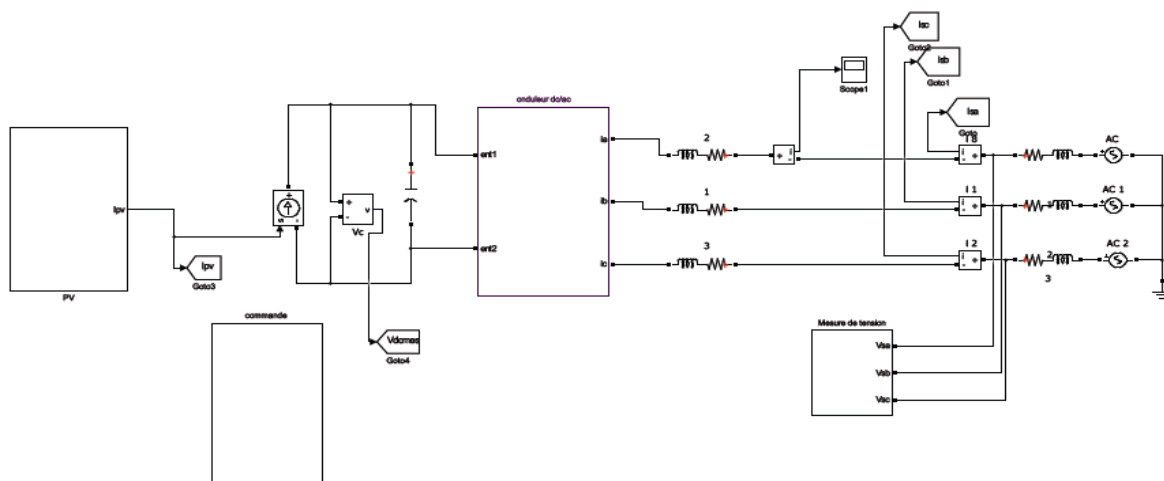 Isc
Goto2
Isb
Goto1
Scope1
onduleur dc/ac
Isa
Goto
2
ia
i
+
I 8
AC
ent1
Ipv
+
v
Vc
1
ib
I 1
AC 1
ent2
3
ic
I 2
2
AC 2
3
Ipv
Goto3
PV
commande
Vdcmes
Goto4
Mesure de tension
Vsa
Vsb
Vsc